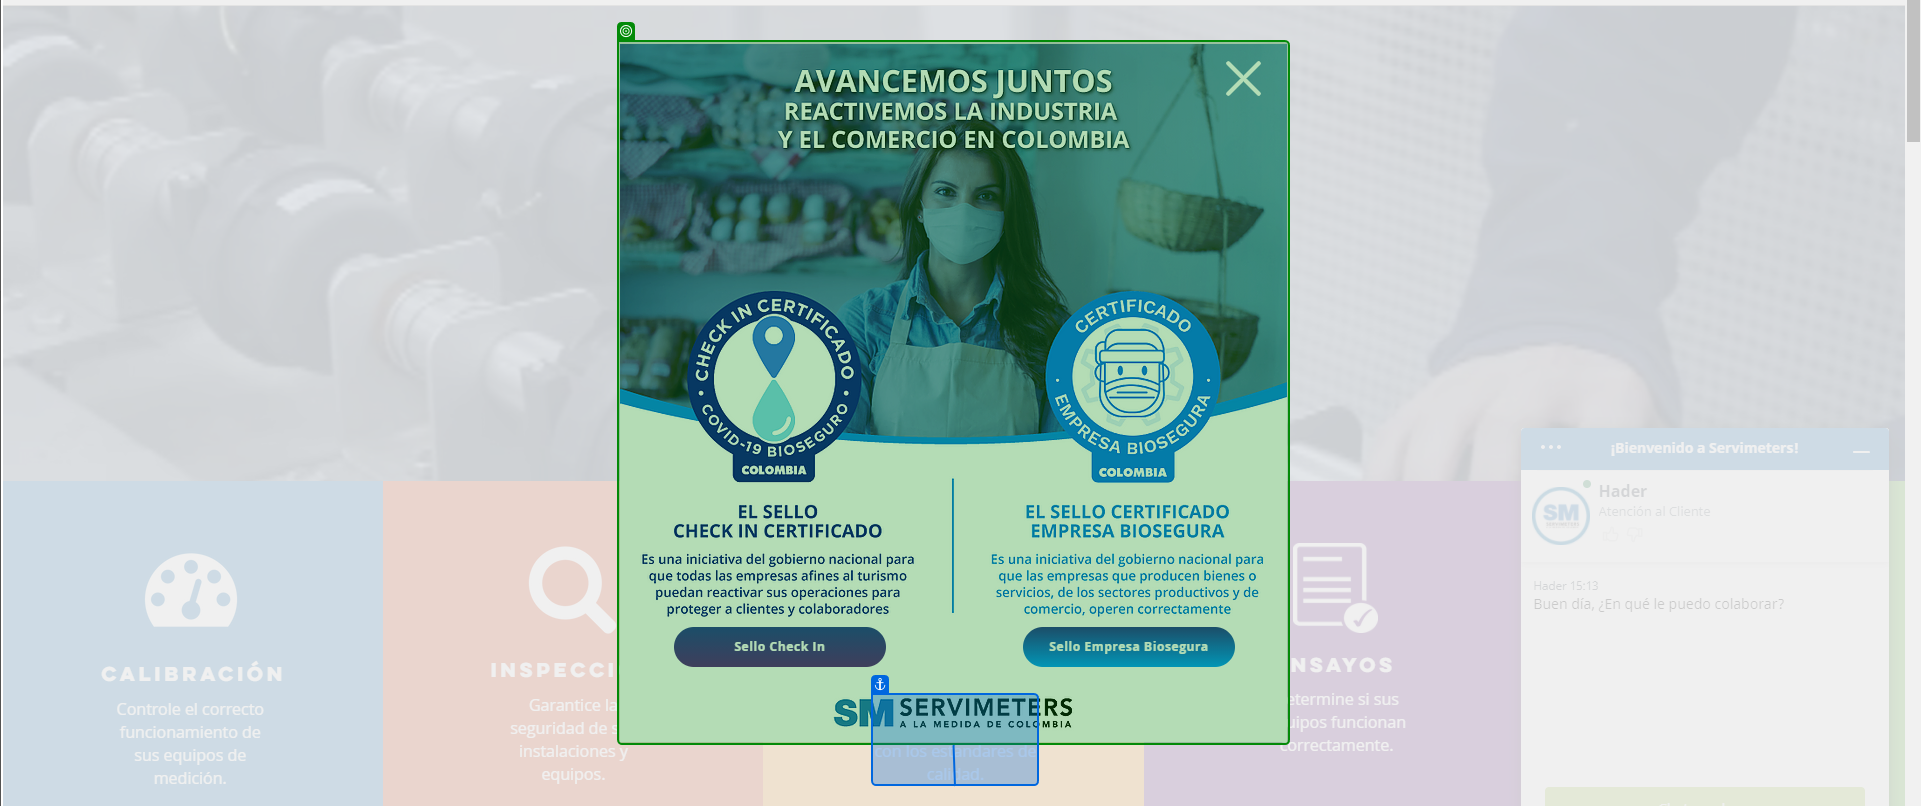 AVANCEMOS JUNTOS
REACTIVEMOS LA INDUSTRIA
Y EL COMERCIO EN COLOMBIA
CHECK IN CERTIFICADO
• COVID-19 BIOSEGURO •
COLOMBIA
CERTIFICADO
• EMPRESA BIOSEGURA •
COLOMBIA
EL SELLO
CHECK IN CERTIFICADO
Es una iniciativa del gobierno nacional para
que todas las empresas afines al turismo
puedan reactivar sus operaciones para
proteger a clientes y colaboradores
Sello Check In
EL SELLO CERTIFICADO
EMPRESA BIOSEGURA
Es una iniciativa del gobierno nacional para
que las empresas que producen bienes o
servicios, de los sectores productivos y de
comercio, operen correctamente
Sello Empresa Biosegura
SM SERVIMETERS
A LA MEDIDA DE COLOMBIA
CALIBRACIÓN
Controle el correcto
funcionamiento de
sus equipos de
medición.
INSPECCI
Garantice la
seguridad de s
instalaciones y
equipos.
con los estándares de
calidad.
NSAYOS
etermine si sus
uipos funcionan
correctamente.
¡Bienvenido a Servimeters!
SM
Hader
Atención al Cliente
Hader 15:13
Buen día, ¿En qué le puedo colaborar?